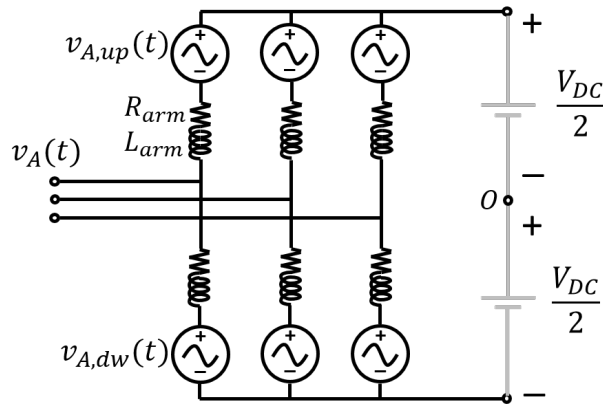 v_{A,up}(t)
+
−
+
−
+
−
+
V_{DC}
2
R_{arm}
L_{arm}
v_A(t)
−
O
+
V_{DC}
2
v_{A,dw}(t)
+
−
+
−
+
−
−